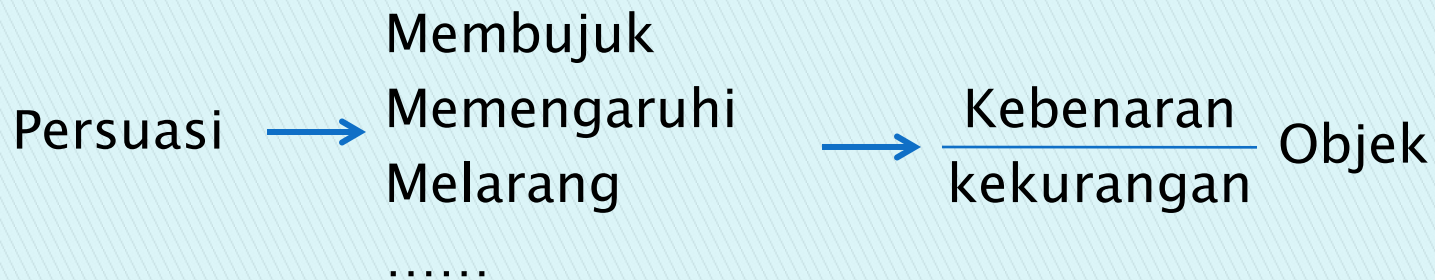 Membujuk
Persuasi
Memengaruhi
Melarang
......
Kebenaran
kekurangan
Objek